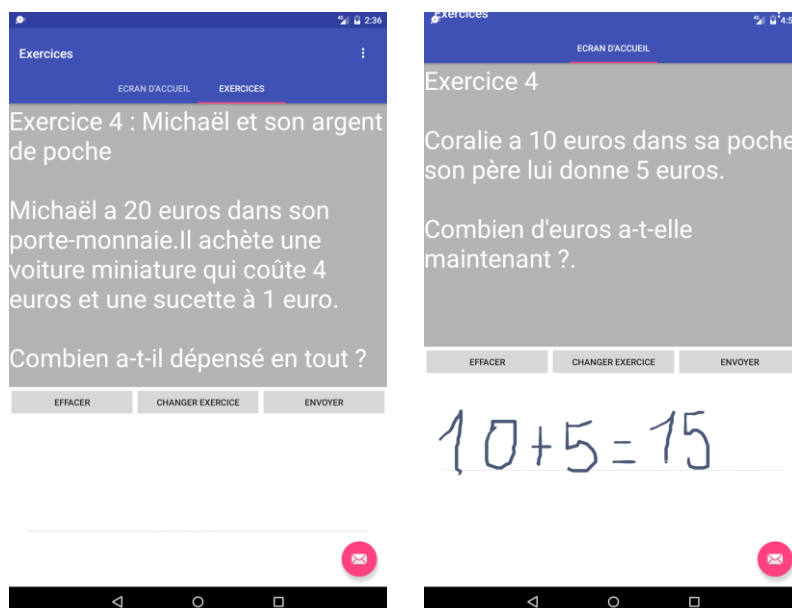 2:36
Exercices
ECRAN D'ACCUEIL EXERCICES
Exercice 4 : Michaël et son argent
de poche
Michaël a 20 euros dans son
porte-monnaie.Il achète une
voiture miniature qui coûte 4
euros et une sucette à 1 euro.
Combien a-t-il dépensé en tout ?
EFFACER CHANGER EXERCICE ENVOYER
Exercices
ECRAN D'ACCUEIL
Exercice 4
Coralie a 10 euros dans sa poche
son père lui donne 5 euros.
Combien d'euros a-t-elle
maintenant ?.
EFFACER CHANGER EXERCICE ENVOYER
10+5=15